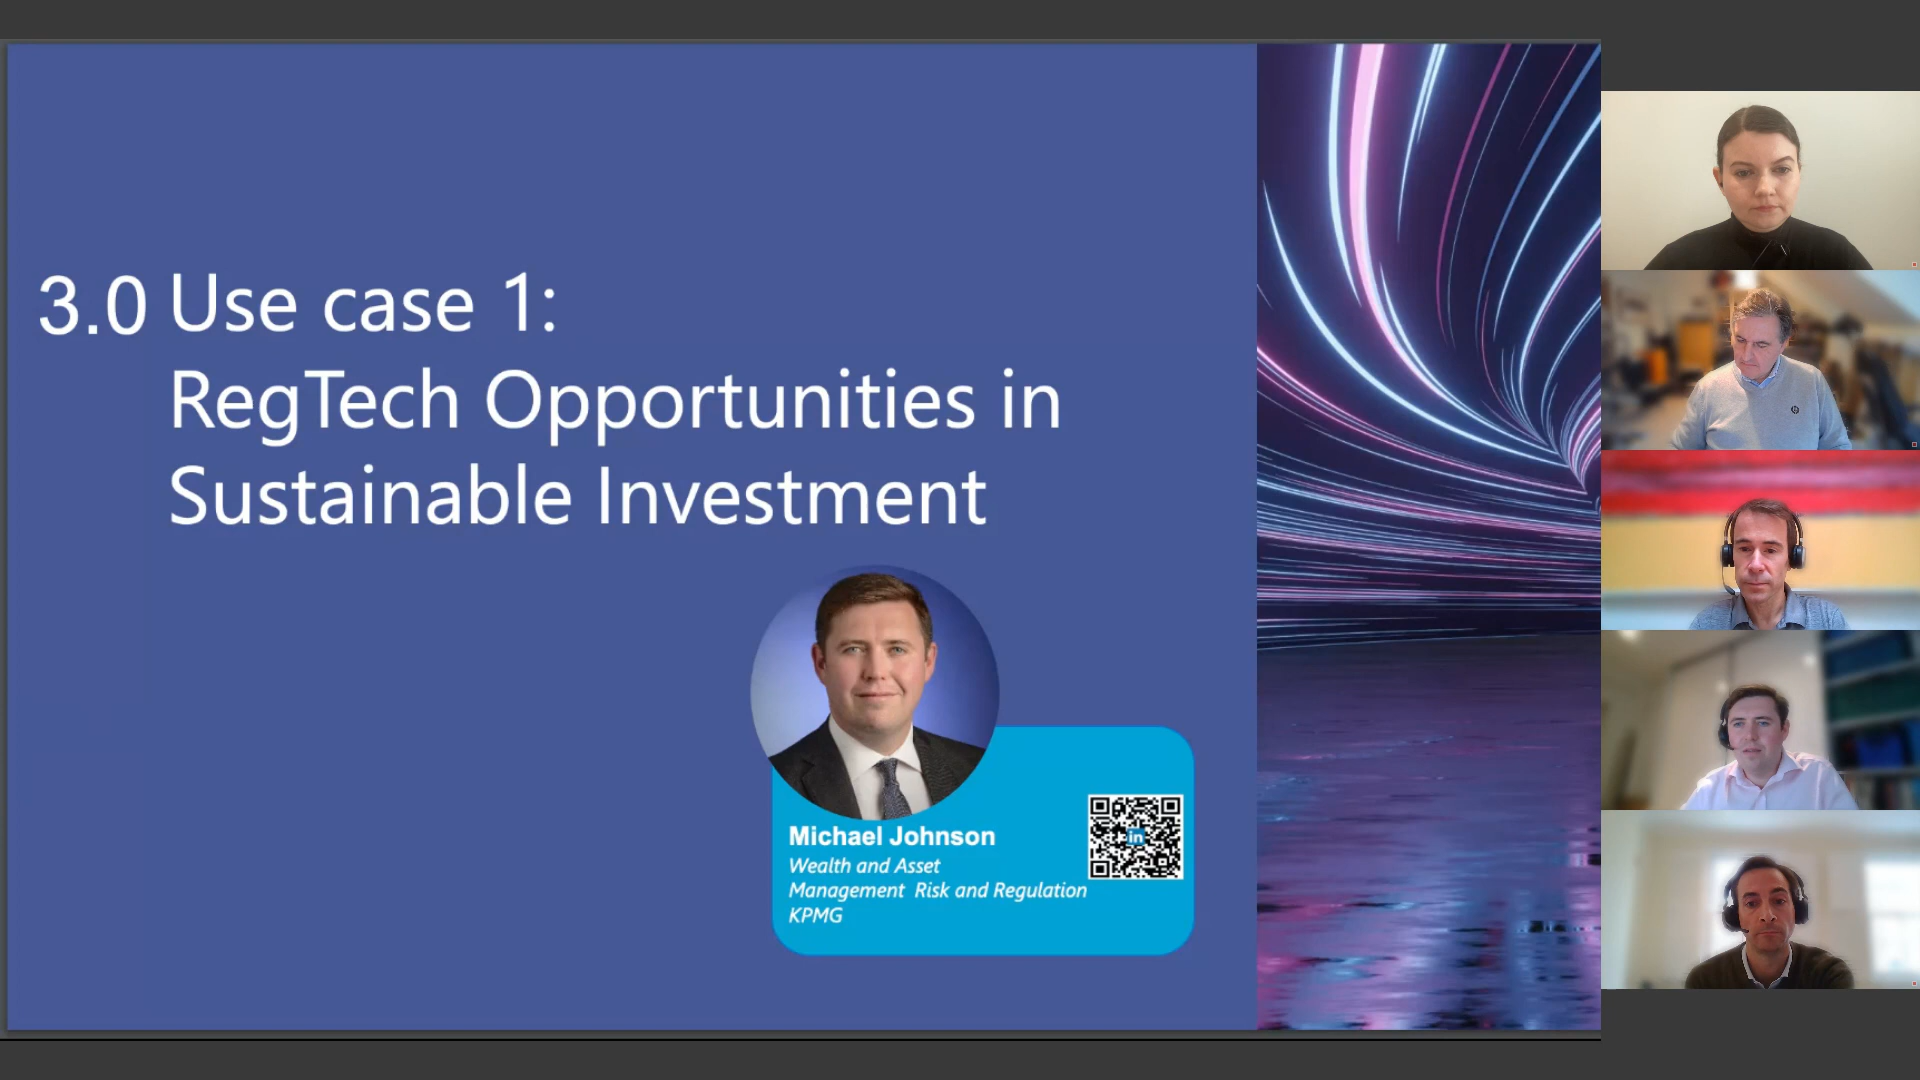 3.0 Use case 1:
RegTech Opportunities in
Sustainable Investment
Michael Johnson
Wealth and Asset
Management Risk and Regulation
KPMG
in